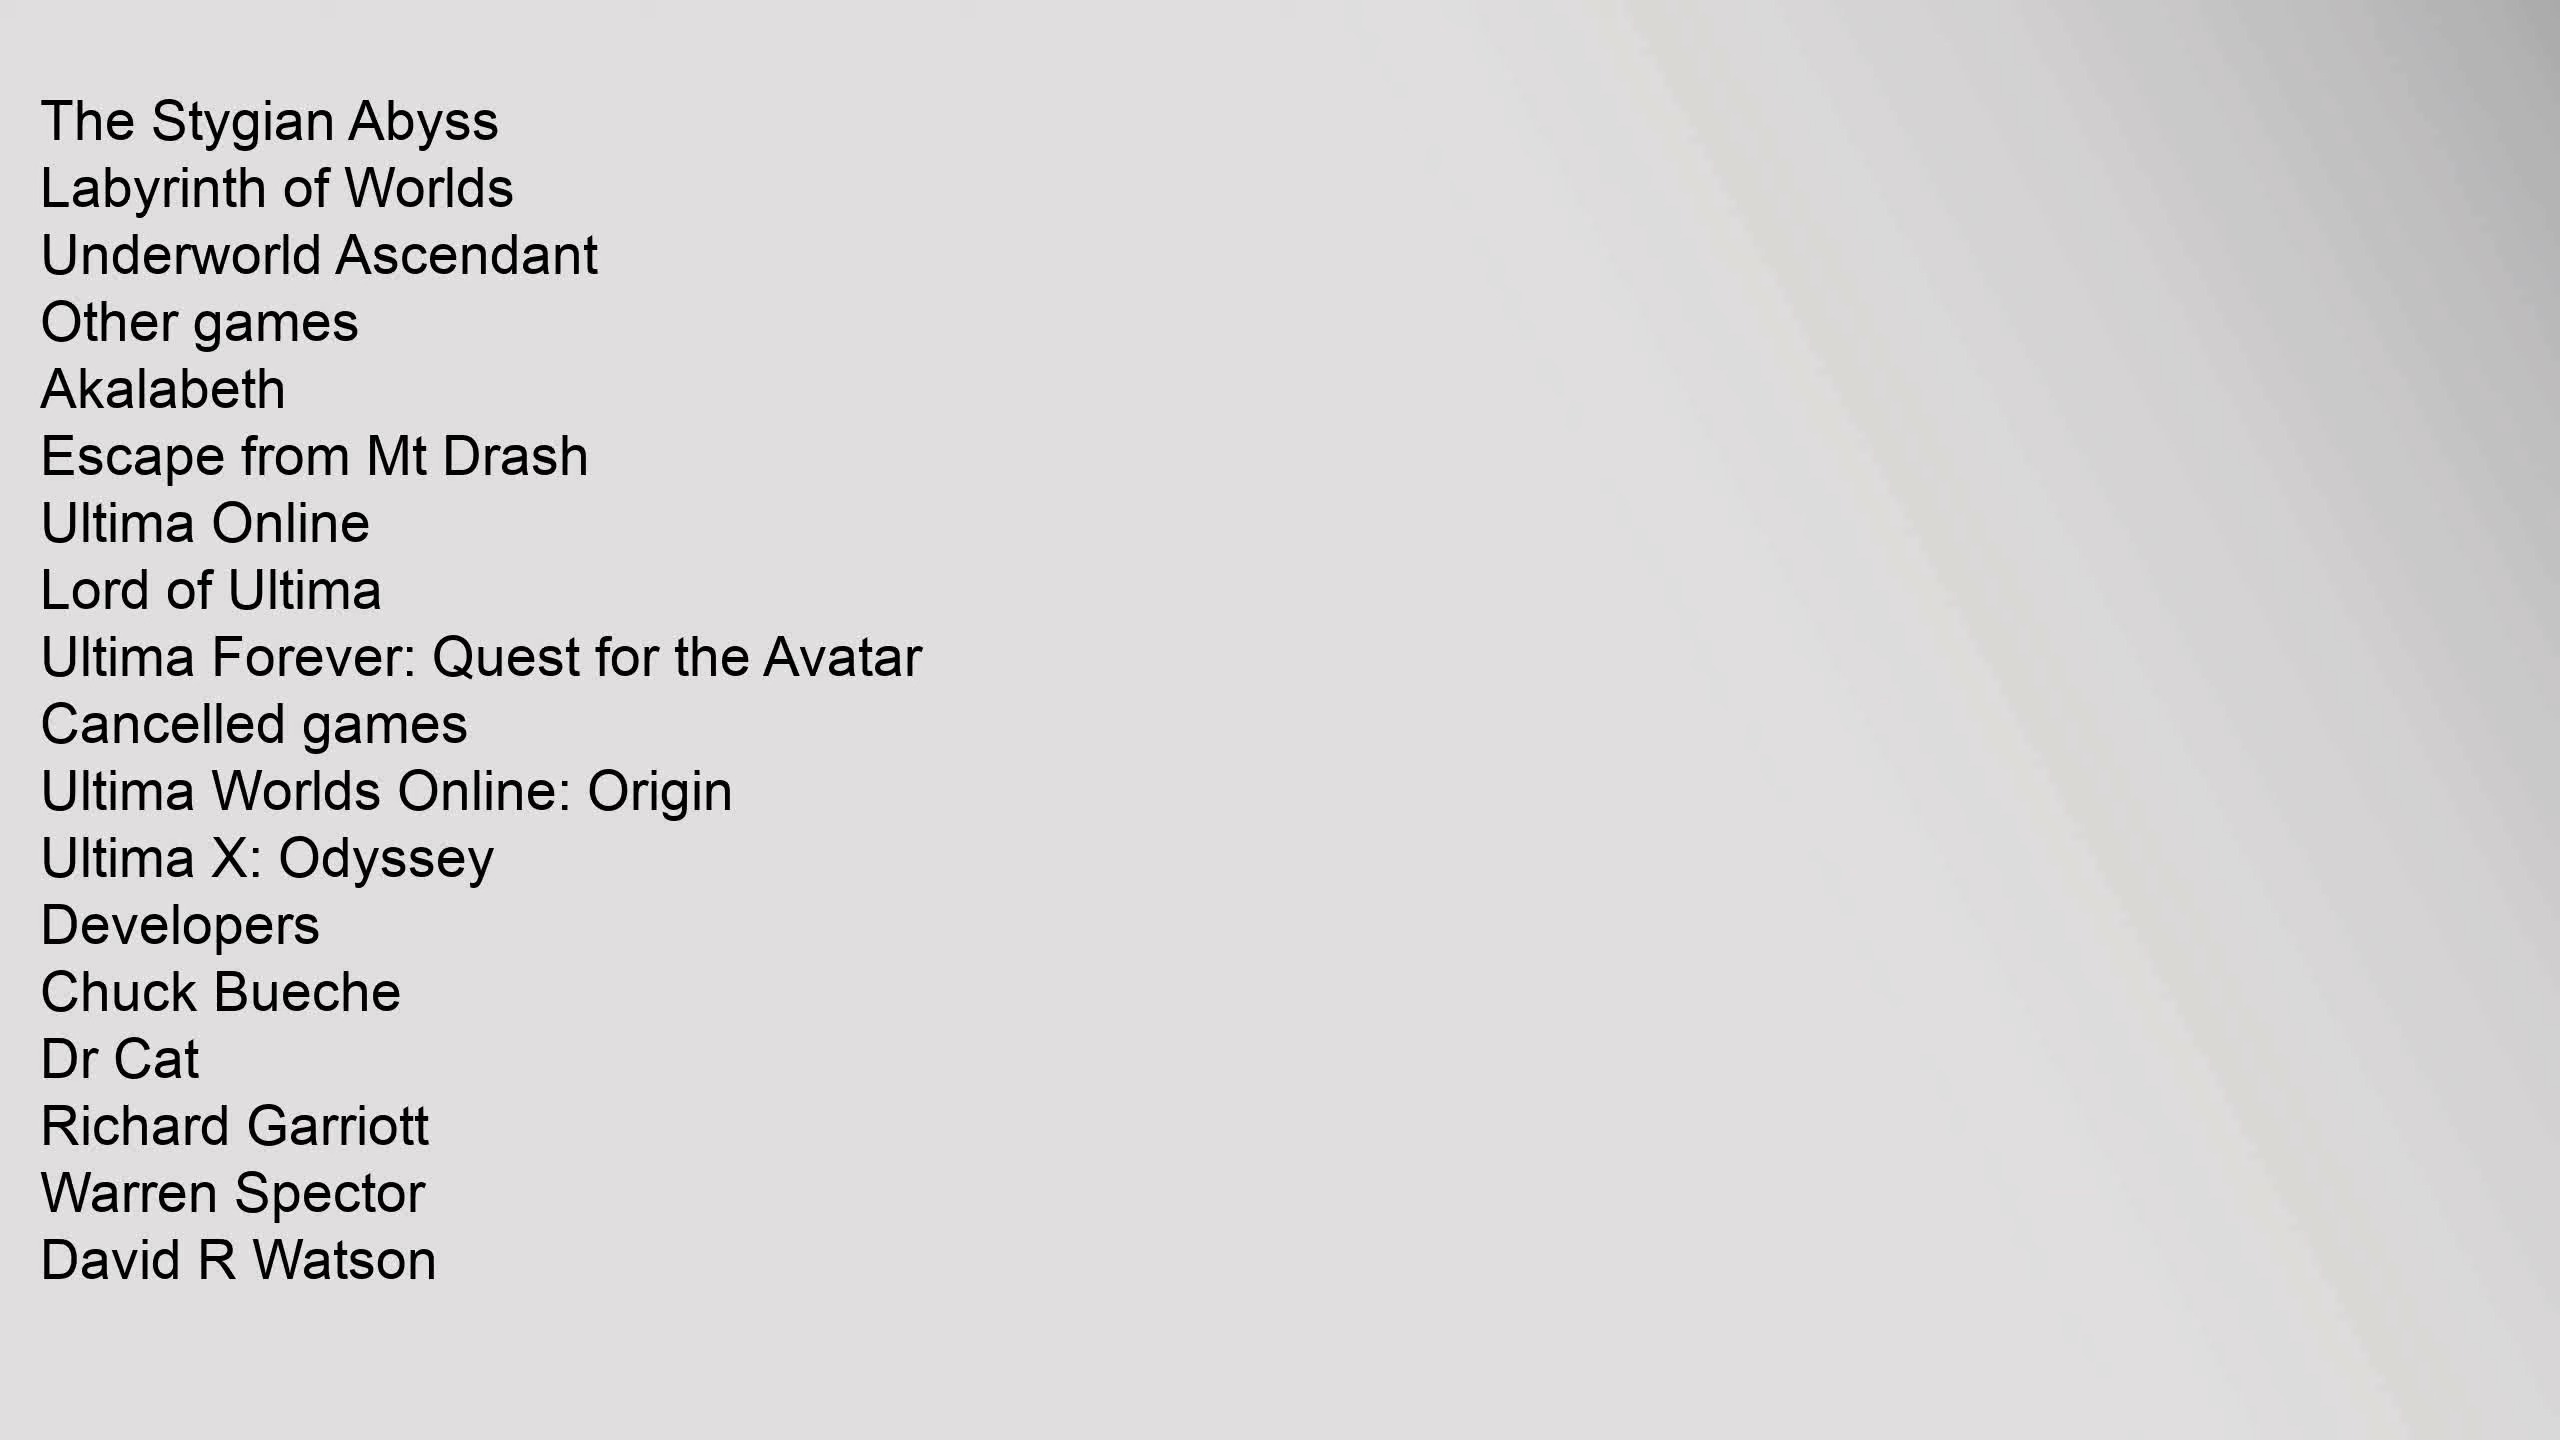 The Stygian Abyss
Labyrinth of Worlds
Underworld Ascendant
Other games
Akalabeth
Escape from Mt Drash
Ultima Online
Lord of Ultima
Ultima Forever: Quest for the Avatar
Cancelled games
Ultima Worlds Online: Origin
Ultima X: Odyssey
Developers
Chuck Bueche
Dr Cat
Richard Garriott
Warren Spector
David R Watson